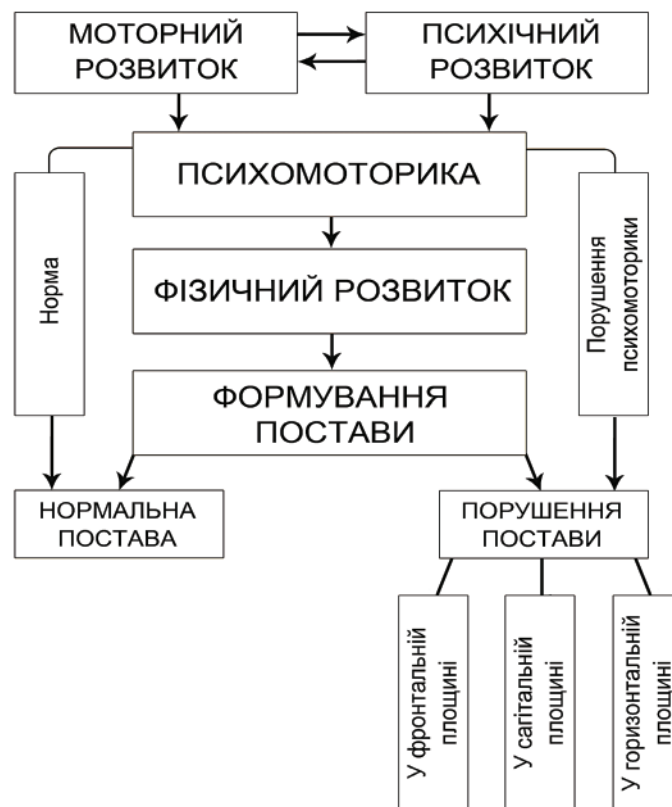 МОТОРНИЙ
РОЗВИТОК
ПСИХІЧНИЙ
РОЗВИТОК
ПСИХОМОТОРИКА
Норма
Порушення
психомоторики
ФІЗИЧНИЙ РОЗВИТОК
ФОРМУВАННЯ
ПОСТАВИ
НОРМАЛЬНА
ПОСТАВА
ПОРУШЕННЯ
ПОСТАВИ
У фронтальній
площині
У сагітальній
площині
У горизонтальній
площині